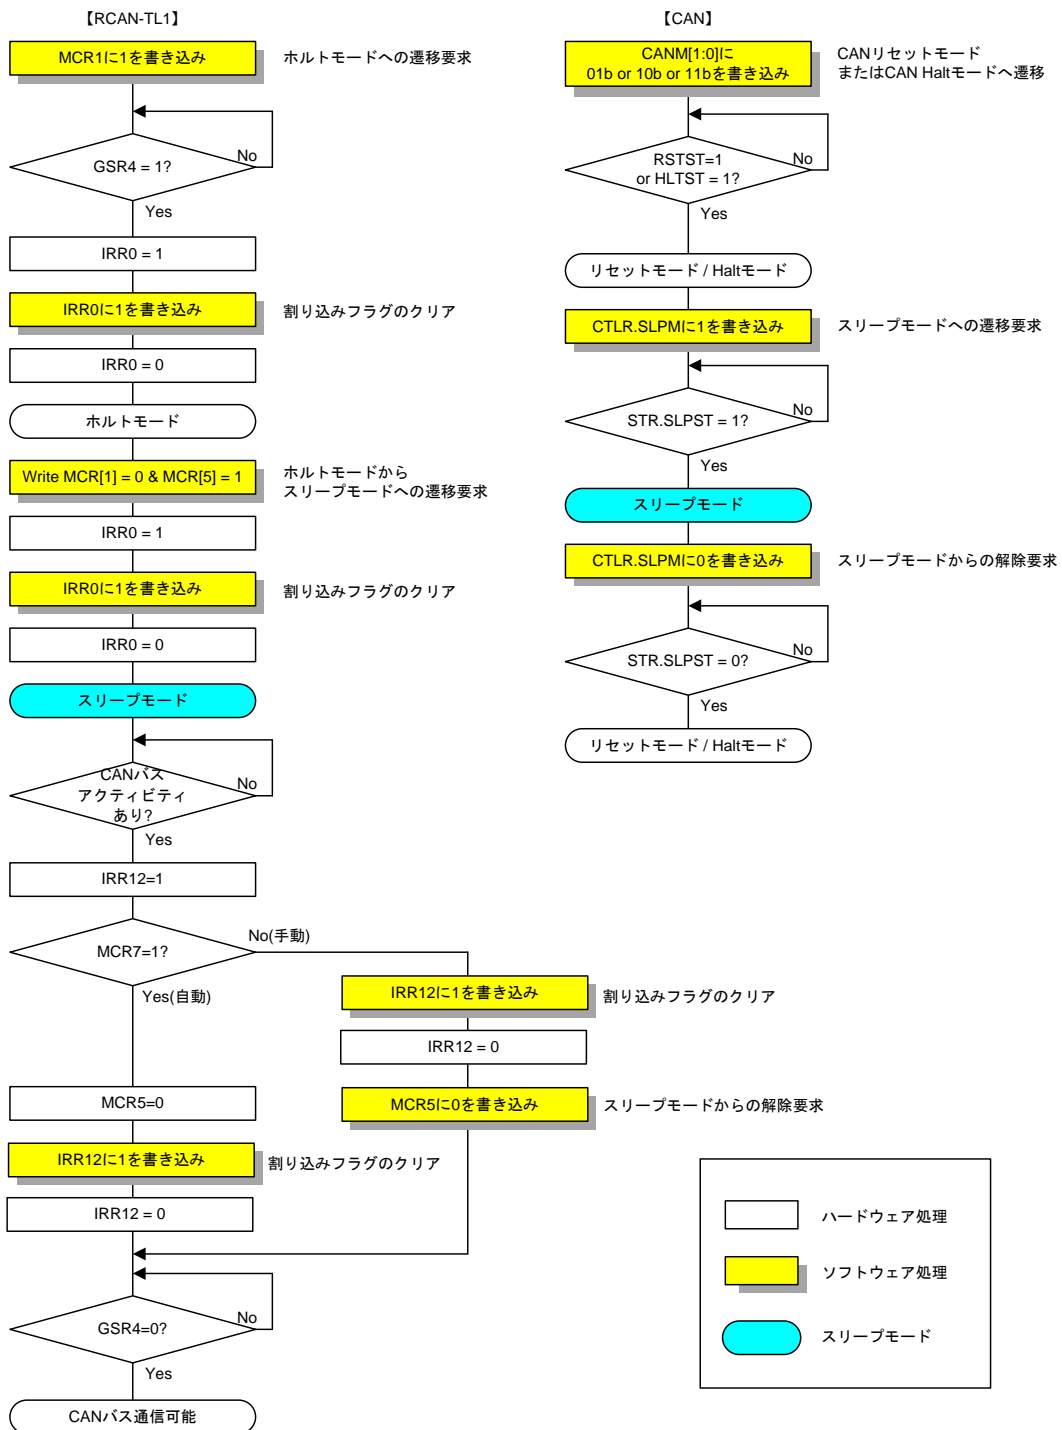 【RCAN-TL1】
MCR1に1を書き込み
ホルトモードへの遷移要求
GSR4 = 1?
No
Yes
IRR0 = 1
IRR0に1を書き込み
割り込みフラグのクリア
IRR0 = 0
ホルトモード
Write MCR[1] = 0 & MCR[5] = 1
ホルトモードから
スリープモードへの遷移要求
IRR0 = 1
IRR0に1を書き込み
割り込みフラグのクリア
IRR0 = 0
スリープモード
CANバス
アクティビティ
あり?
No
Yes
IRR12=1
MCR7=1?
No(手動)
Yes(自動)
IRR12に1を書き込み
割り込みフラグのクリア
IRR12 = 0
MCR5に0を書き込み
スリープモードからの解除要求
MCR5=0
IRR12に1を書き込み
割り込みフラグのクリア
IRR12 = 0
GSR4=0?
No
Yes
CANバス通信可能
【CAN】
CANM[1:0]に
01b or 10b or 11bを書き込み
CANリセットモード
またはCAN Haltモードへ遷移
RSTST=1
or HLTST = 1?
No
Yes
リセットモード / Haltモード
CTLR.SLPMに1を書き込み
スリープモードへの遷移要求
STR.SLPST = 1?
No
Yes
スリープモード
CTLR.SLPMに0を書き込み
スリープモードからの解除要求
STR.SLPST = 0?
No
Yes
リセットモード / Haltモード
ハードウェア処理
ソフトウェア処理
スリープモード